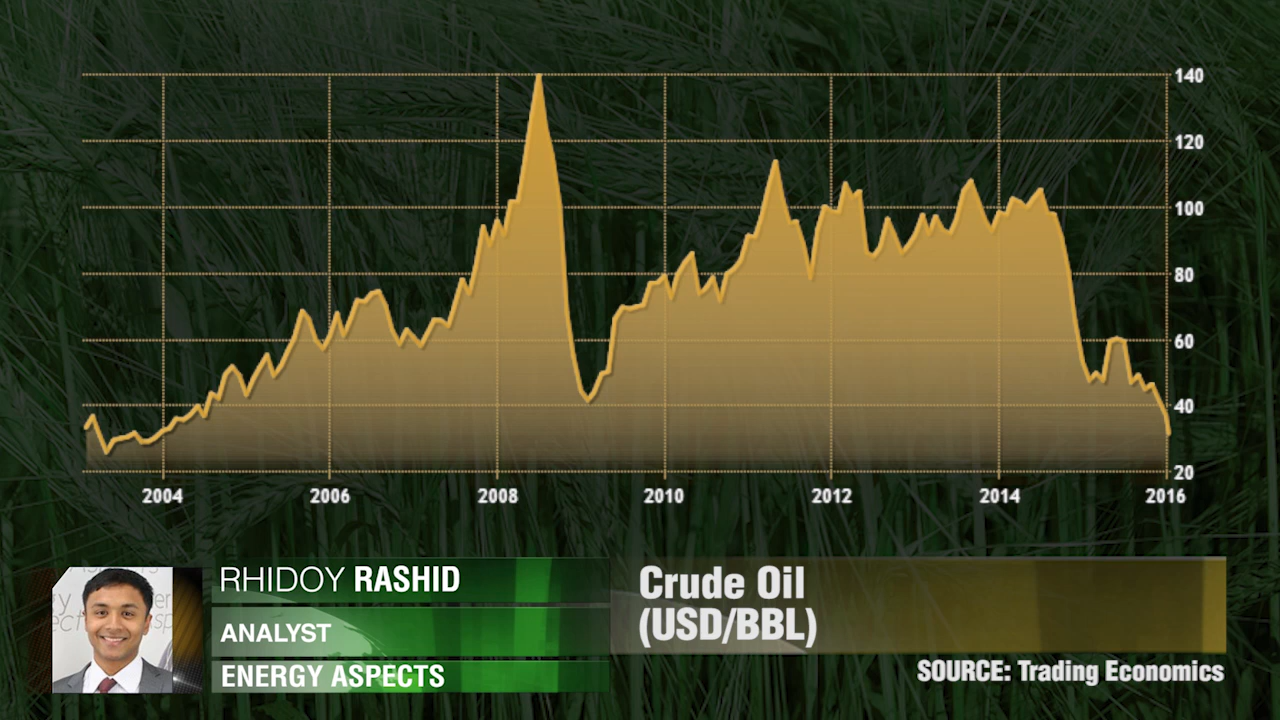 140
120
100
80
60
40
20
2004 2006 2008 2010 2012 2014 2016
RHIDOY RASHID
ANALYST
ENERGY ASPECTS
Crude Oil
(USD/BBL)
SOURCE: Trading Economics